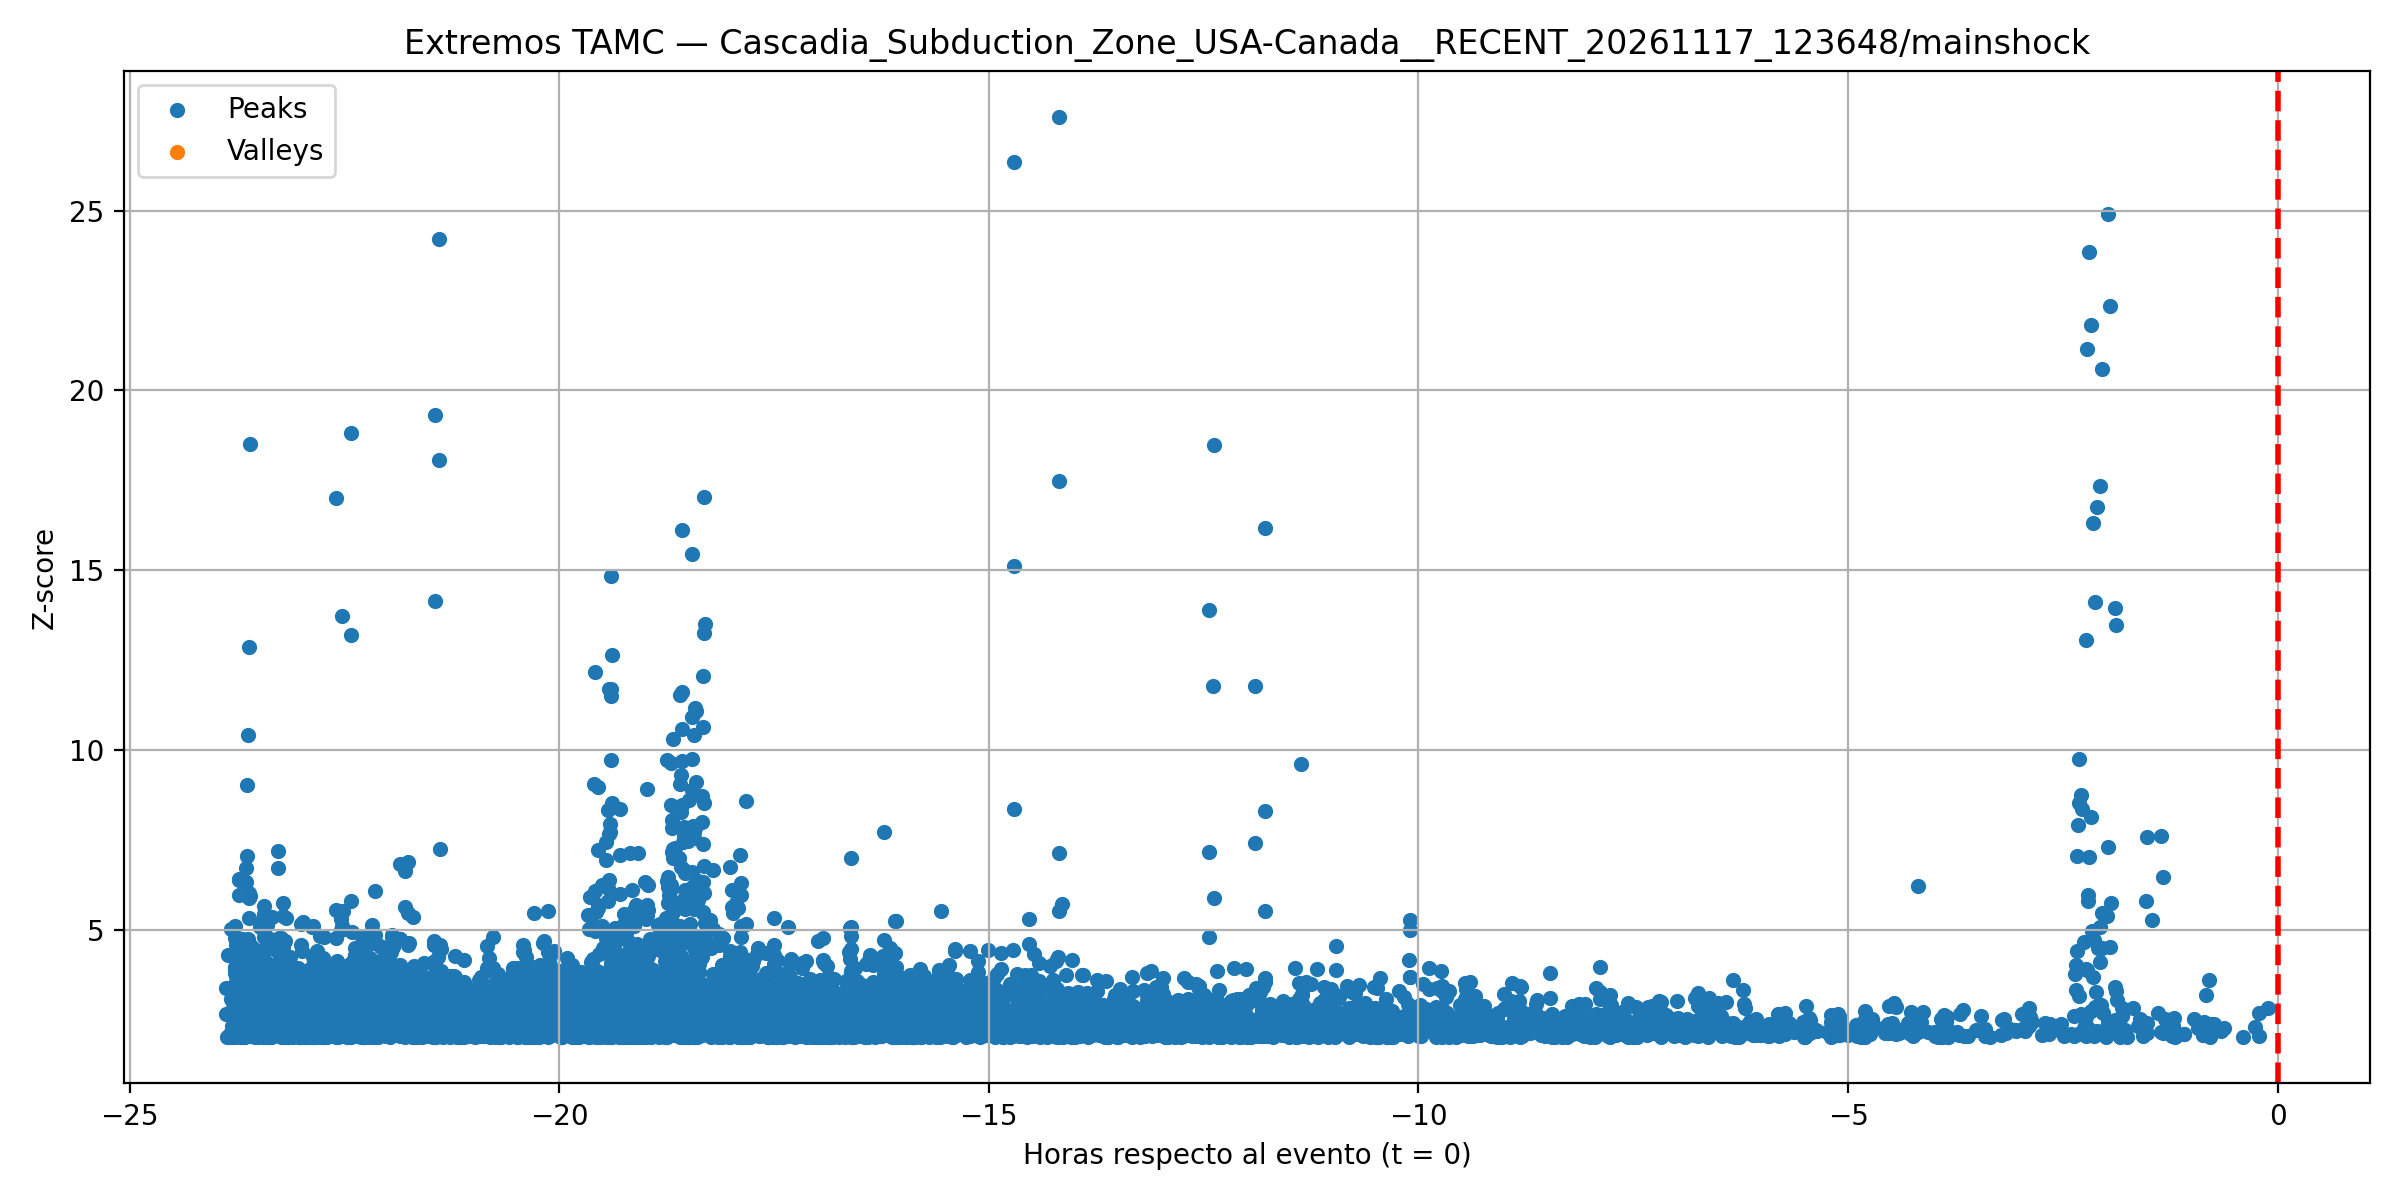 Extremos TAMC — Cascadia_Subduction_Zone_USA-Canada__RECENT_20261117_123648/mainshock
Peaks
Valleys
25
20
15
10
5
Z-score
−25
−20
−15
−10
−5
0
Horas respecto al evento (t = 0)